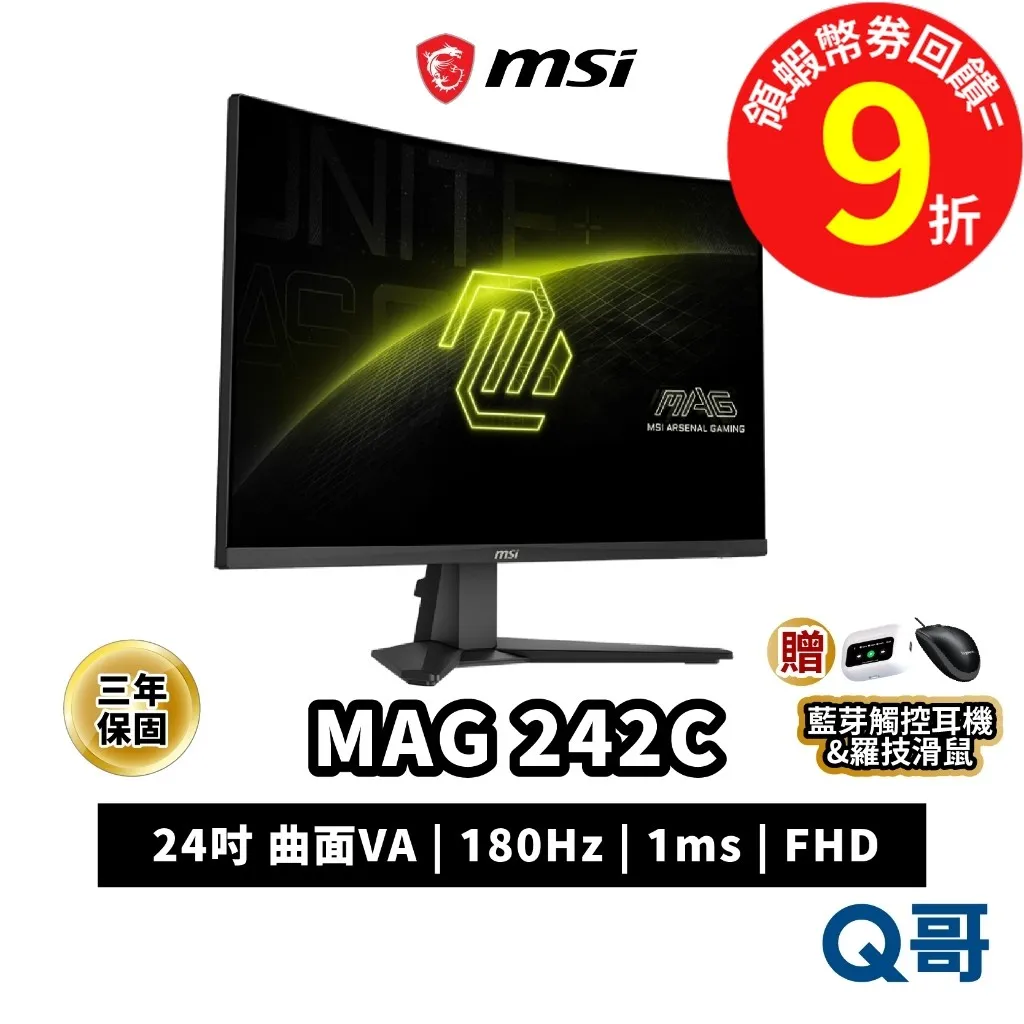 msi
領蝦幣券回饋=
9折
UNITE
MAG
MSI ARSENAL GAMING
msi
三年
保固
贈
MAG 242C
藍芽觸控耳機
&羅技滑鼠
24吋 曲面VA | 180Hz | 1ms | FHD
Q哥